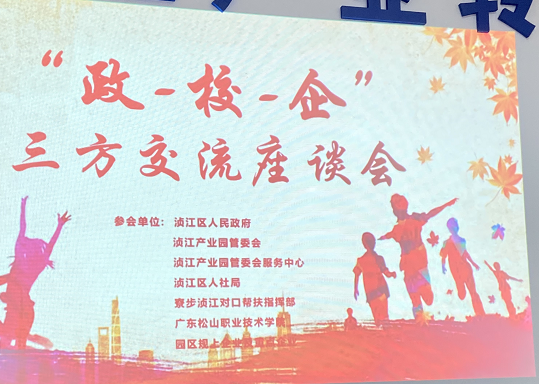 业
"政-校-企"
三方交流座谈会
参会单位：浈江区人民政府
浈江产业园管委会
浈江产业园管委会服务中心
浈江区人社局
寮步浈江对口帮扶指挥部
广东松山职业技术学院
园区规上企业